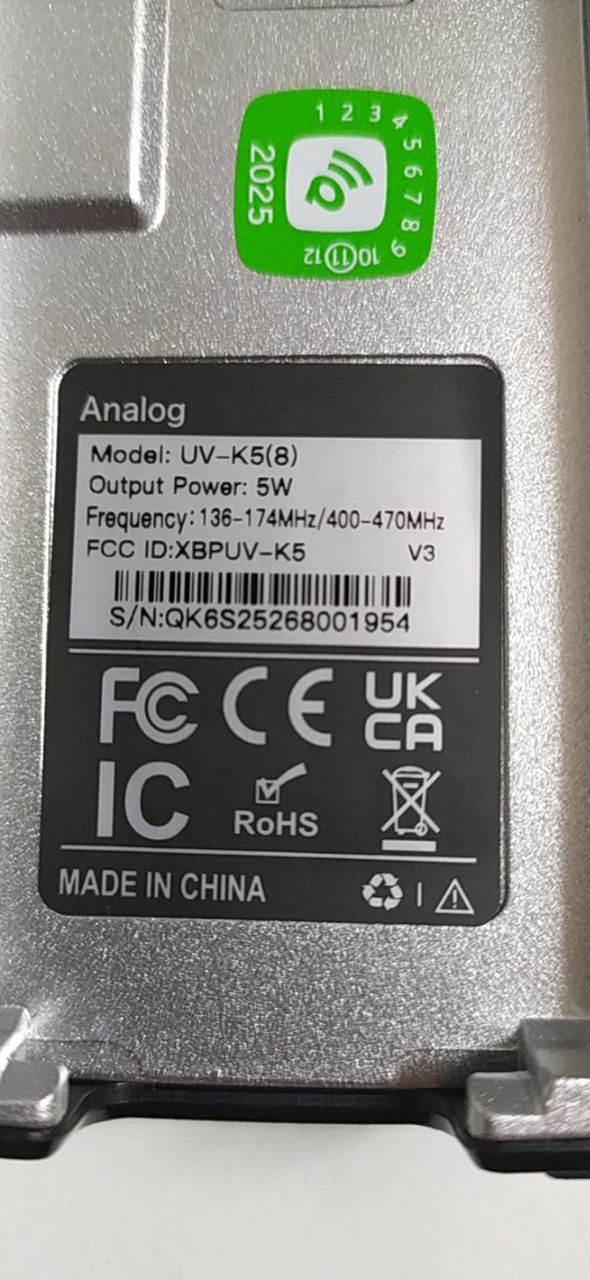 1 2 3 4 5 6 7 8 9 10 11 12
2025
Analog
Model: UV-K5(8)
Output Power: 5W
Frequency: 136-174MHz/400-470MHz
FCC ID:XBPUV-K5 V3
S/N:QK6S25268001954
FC CE UK
CA
IC RoHS
MADE IN CHINA